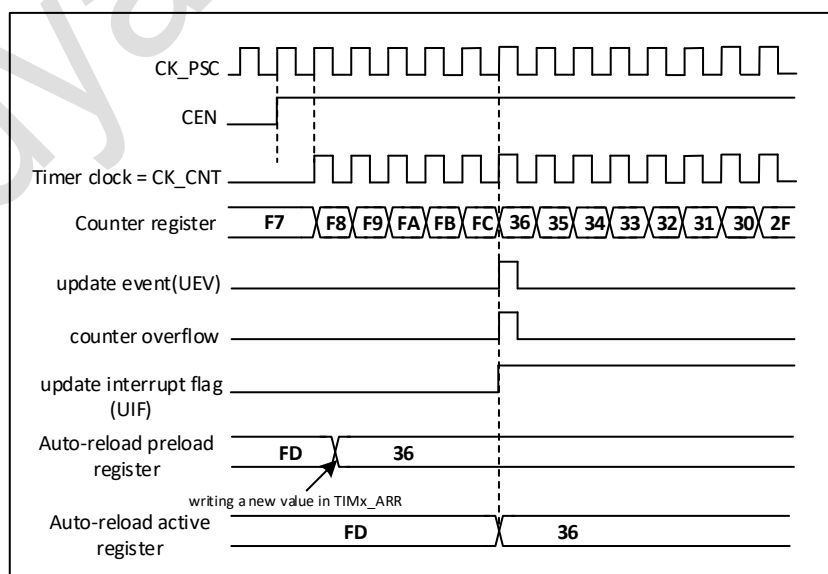 CK_PSC
CEN
Timer clock = CK_CNT
Counter register
F7 F8 F9 FA FB FC 36 35 34 33 32 31 30 2F
update event(UEV)
counter overflow
update interrupt flag
(UIF)
Auto-reload preload
register
FD 36
writing a new value in TIMx_ARR
Auto-reload active
register
FD 36